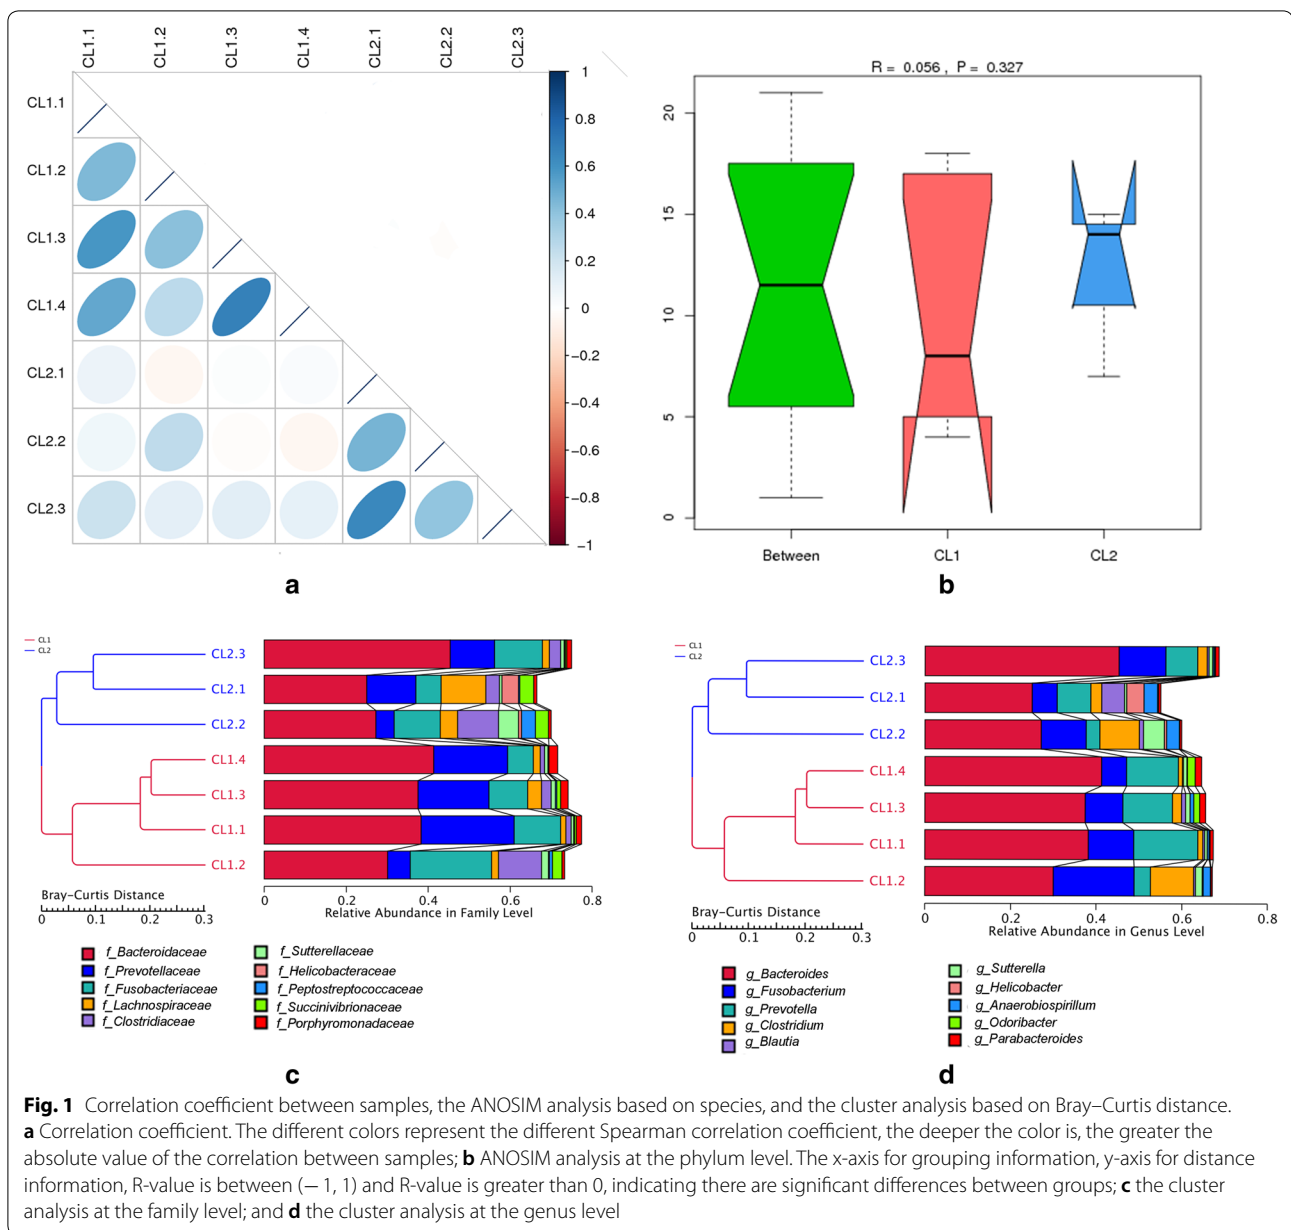 CL1.1 CL1.2 CL1.3 CL1.4 CL2.1 CL2.2 CL2.3
CL1.1
CL1.2
CL1.3
CL1.4
CL2.1
CL2.2
CL2.3
1
0.8
0.6
0.4
0.2
0
−0.2
−0.4
−0.6
−0.8
−1
a
R = 0.056 , P = 0.327
20
15
10
5
0
Between CL1 CL2
b
CL1
CL2
CL2.3
CL2.1
CL2.2
CL1.4
CL1.3
CL1.1
CL1.2
Bray-Curtis Distance
0 0.1 0.2 0.3
0 0.2 0.4 0.6 0.8
Relative Abundance in Family Level
f_Bacteroidaceae
f_Prevotellaceae
f_Fusobacteriaceae
f_Lachnospiraceae
f_Clostridiaceae
f_Sutterellaceae
f_Helicobacteraceae
f_Peptostreptococcaceae
f_Succinivibrionaceae
f_Porphyromonadaceae
c
CL1
CL2
CL2.3
CL2.1
CL2.2
CL1.4
CL1.3
CL1.1
CL1.2
Bray-Curtis Distance
0 0.1 0.2 0.3
0 0.2 0.4 0.6 0.8
Relative Abundance in Genus Level
g_Bacteroides
g_Fusobacterium
g_Prevotella
g_Clostridium
g_Blautia
g_Sutterella
g_Helicobacter
g_Anaerobiospirillum
g_Odoribacter
g_Parabacteroides
d
Fig. 1 Correlation coefficient between samples, the ANOSIM analysis based on species, and the cluster analysis based on Bray–Curtis distance.
a Correlation coefficient. The different colors represent the different Spearman correlation coefficient, the deeper the color is, the greater the
absolute value of the correlation between samples; b ANOSIM analysis at the phylum level. The x-axis for grouping information, y-axis for distance
information, R-value is between (− 1, 1) and R-value is greater than 0, indicating there are significant differences between groups; c the cluster
analysis at the family level; and d the cluster analysis at the genus level